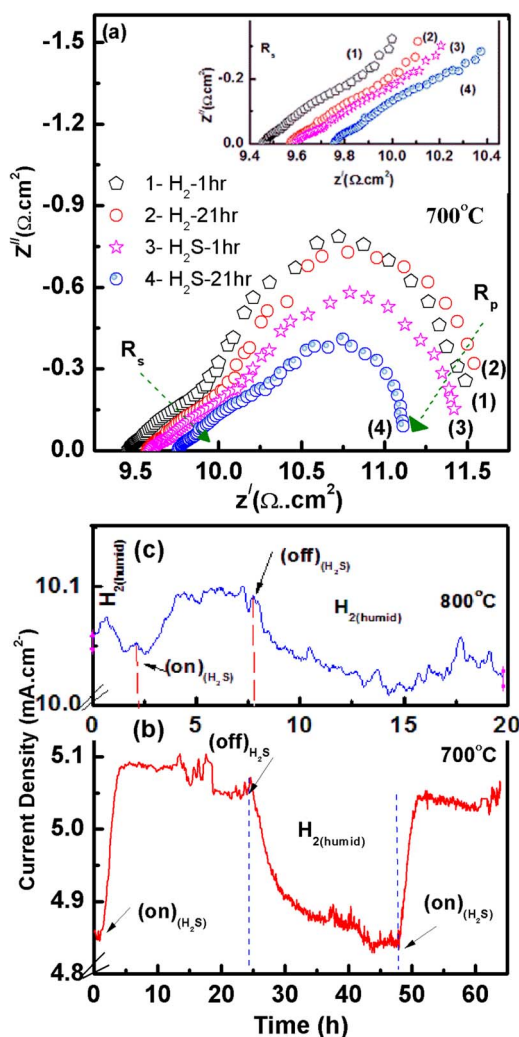 (a)
-1.5
-1.2
-0.9
-0.6
-0.3
0.0
Z//(Ω.cm²)
R s
(1)
(2)
(3)
(4)
-0.2
0.0
Z//(Ω.cm²)
9.4 9.6 9.8 10.0 10.2 10.4
z/(Ω.cm²)
1- H₂-1hr
2- H₂-21hr
3- H₂S-1hr
4- H₂S-21hr
700°C
R s
R p
(2)
(1)
(4)
(3)
9.5 10.0 10.5 11.0 11.5
z/(Ω..cm²)
(c)
H2(humid)
(off)(H₂S)
H2(humid)
800°C
(on)(H₂S)
10.1
10.0
0 5 10 15 20
Current Density (mA.cm²-)
(b)
(off)H₂S
700°C
H2(humid)
(on)(H₂S)
(on)(H₂S)
5.1
5.0
4.9
4.8
0 10 20 30 40 50 60 70
Time (h)